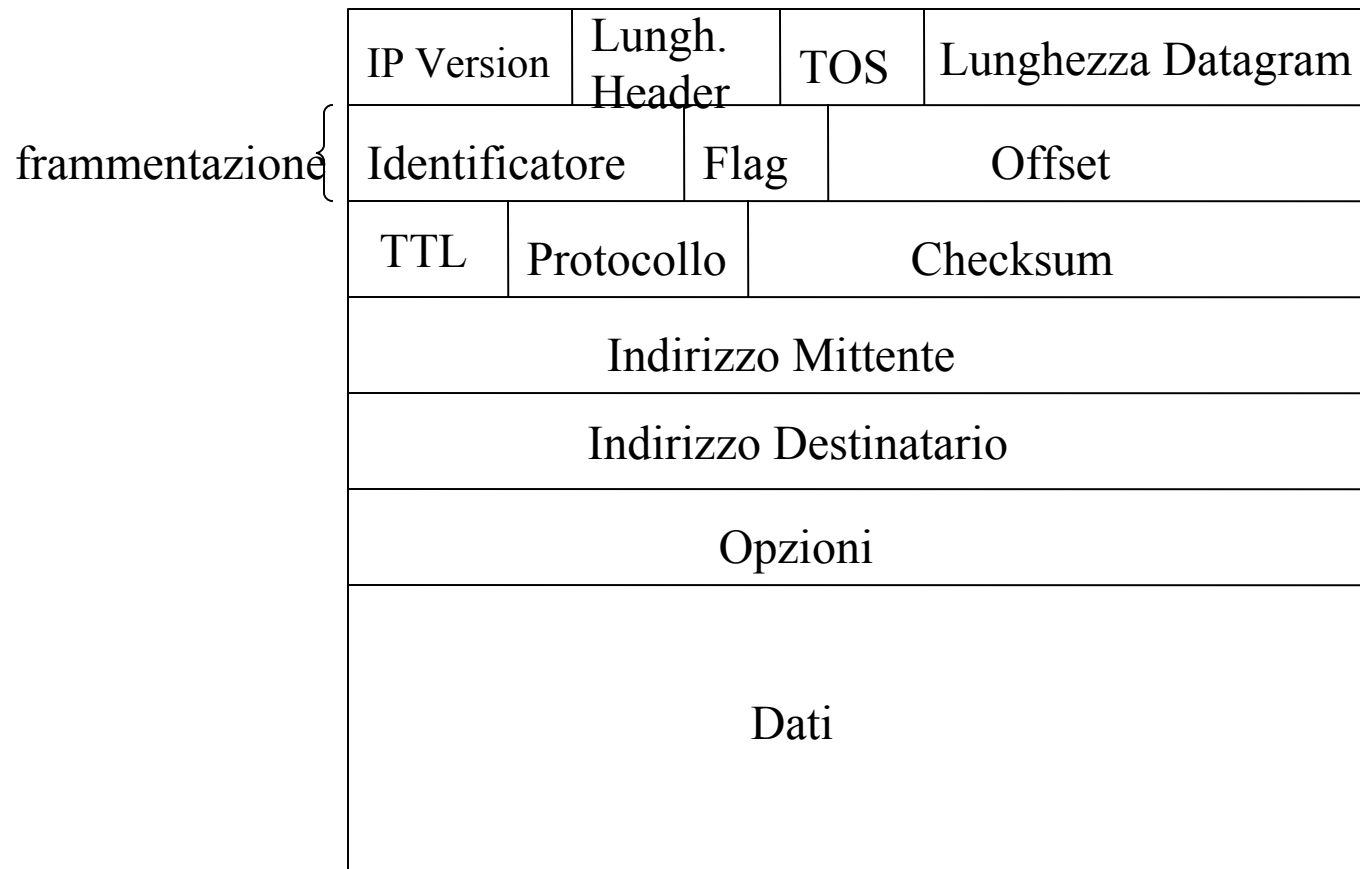 IP Version
Lungh.
Header
TOS
Lunghezza Datagram
frammentazione
Identificatore
Flag
Offset
TTL
Protocollo
Checksum
Indirizzo Mittente
Indirizzo Destinatario
Opzioni
Dati